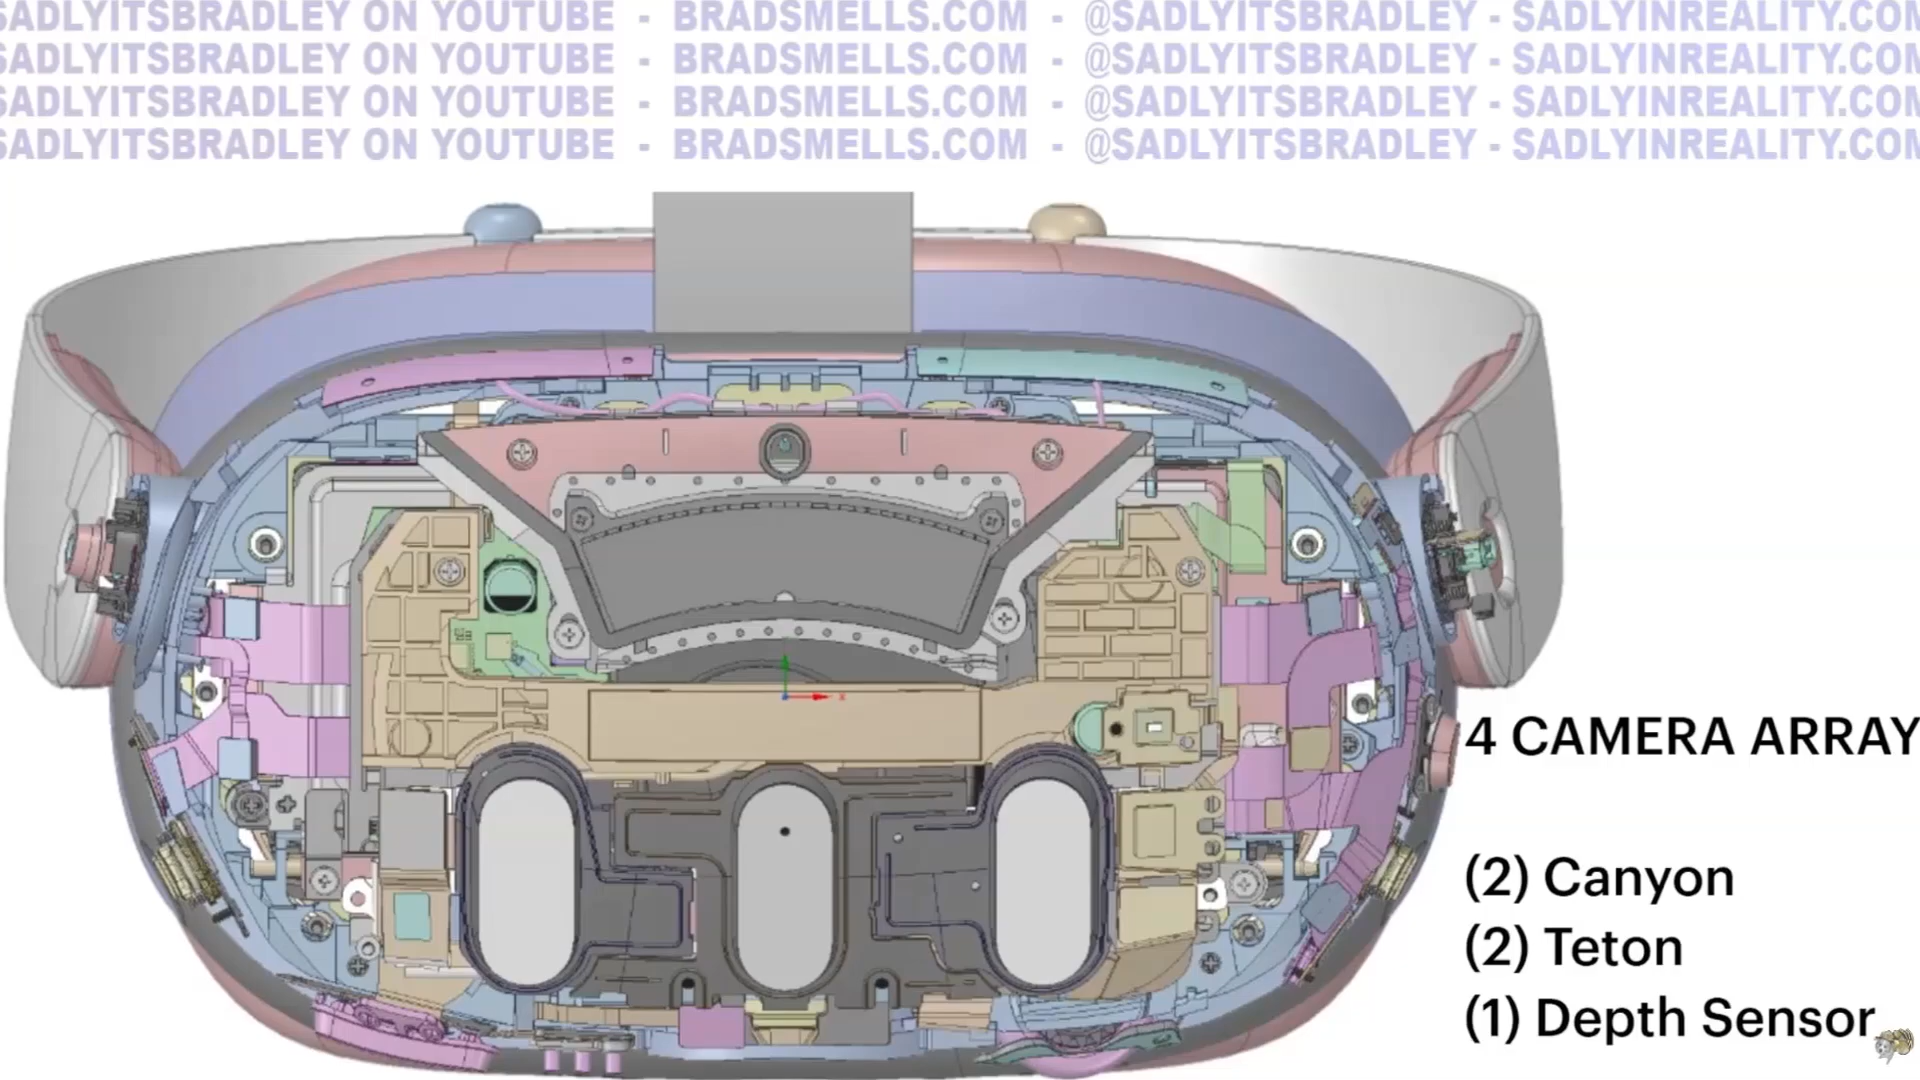 SADLYITSBRADLEY ON YOUTUBE - BRADSMELLS.COM - @SADLYITSBRADLEY - SADLYINREALITY.COM
SADLYITSBRADLEY ON YOUTUBE - BRADSMELLS.COM - @SADLYITSBRADLEY - SADLYINREALITY.COM
SADLYITSBRADLEY ON YOUTUBE - BRADSMELLS.COM - @SADLYITSBRADLEY - SADLYINREALITY.COM
SADLYITSBRADLEY ON YOUTUBE - BRADSMELLS.COM - @SADLYITSBRADLEY - SADLYINREALITY.COM
x
4 CAMERA ARRAY
(2) Canyon
(2) Teton
(1) Depth Sensor